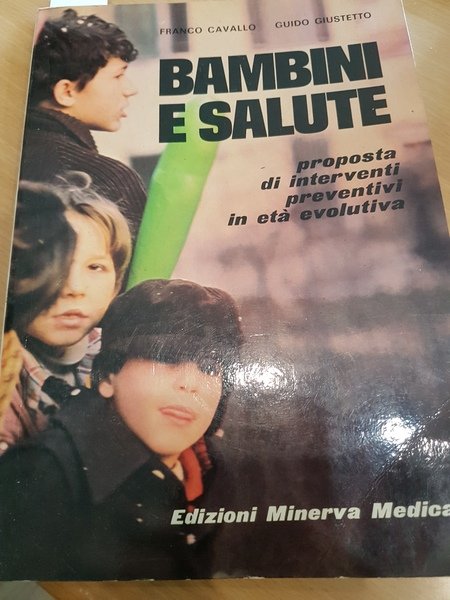 FRANCO CAVALLO GUIDO GIUSTETTO
BAMBINI
E SALUTE
proposta
di interventi
preventivi
in età evolutiva
Edizioni Minerva Medica